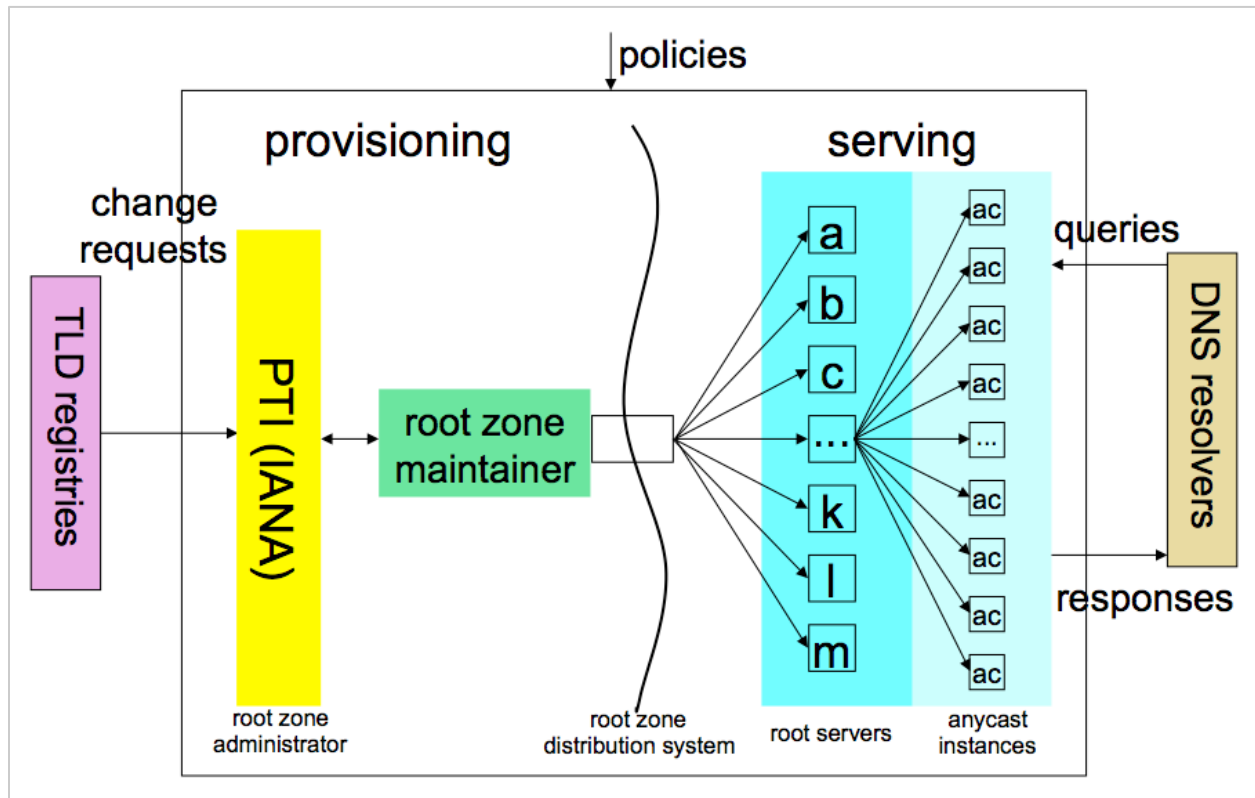 policies
provisioning
serving
change
requests
TLD registries
PTI (IANA)
root zone
maintainer
a
b
c
...
k
l
m
ac
ac
ac
ac
...
ac
ac
ac
ac
queries
responses
DNS resolvers
root zone
administrator
root zone
distribution system
root servers
anycast
instances